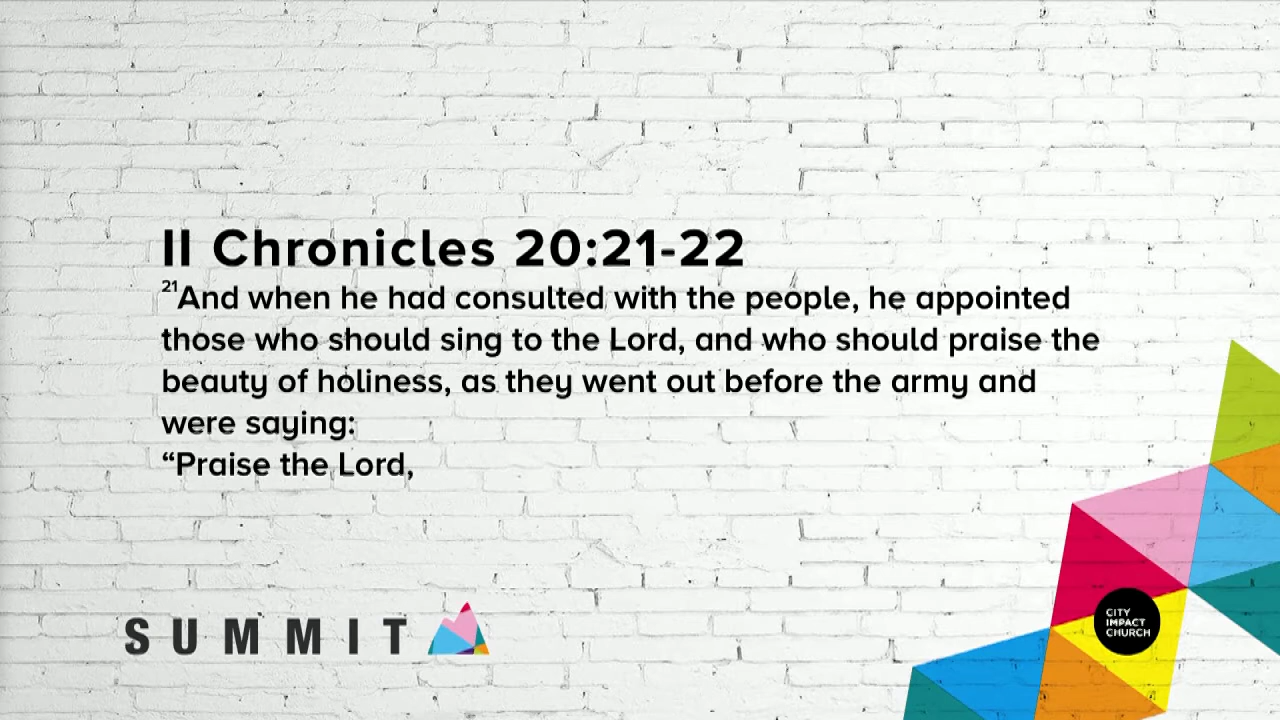 II Chronicles 20:21-22
21And when he had consulted with the people, he appointed
those who should sing to the Lord, and who should praise the
beauty of holiness, as they went out before the army and
were saying:
“Praise the Lord,
SUMMIT
CITY
IMPACT
CHURCH